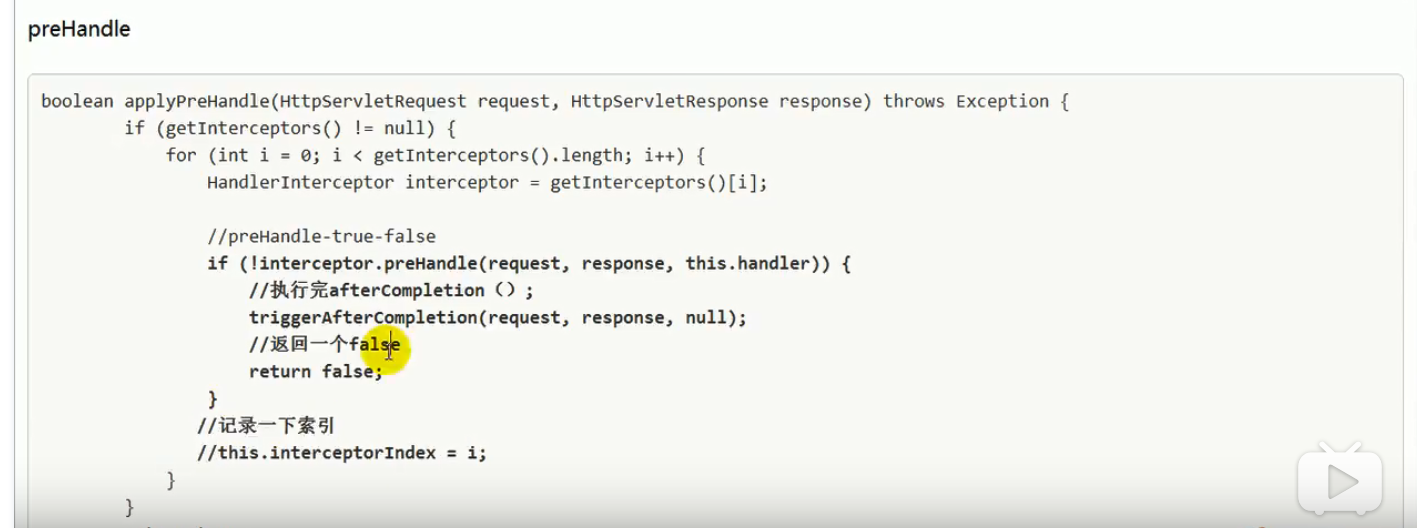 preHandle
boolean applyPreHandle(HttpServletRequest request, HttpServletResponse response) throws Exception {
if (getInterceptors() != null) {
for (int i = 0; i < getInterceptors().length; i++) {
HandlerInterceptor interceptor = getInterceptors()[i];
//preHandle-true-false
if (!interceptor.preHandle(request, response, this.handler)) {
//执行完afterCompletion（）;
triggerAfterCompletion(request, response, null);
//返回一个false
return false;
}
//记录一下索引
//this.interceptorIndex = i;
}
}